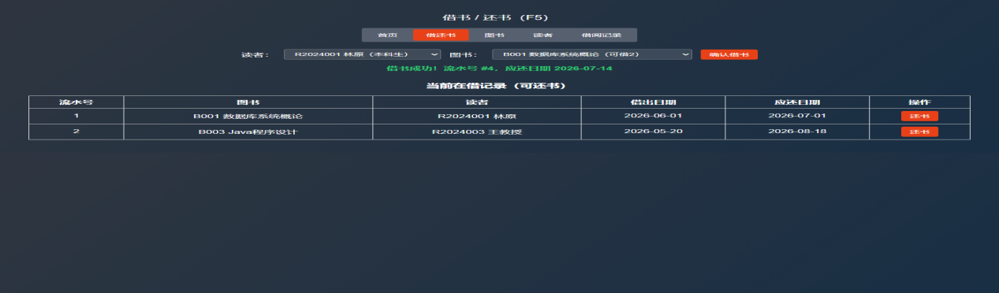 借书 / 还书 （F5）
首页 借还书 图书 读者 借阅记录
读者： R2024001 林原（本科生） 图书： B001 数据库系统概论（可借2） 确认借书
借书成功！流水号 #4，应还日期 2026-07-14
当前在借记录（可还书）
流水号 图书 读者 借出日期 应还日期 操作
1 B001 数据库系统概论 R2024001 林原 2026-06-01 2026-07-01 还书
2 B003 Java程序设计 R2024003 王教授 2026-05-20 2026-08-18 还书